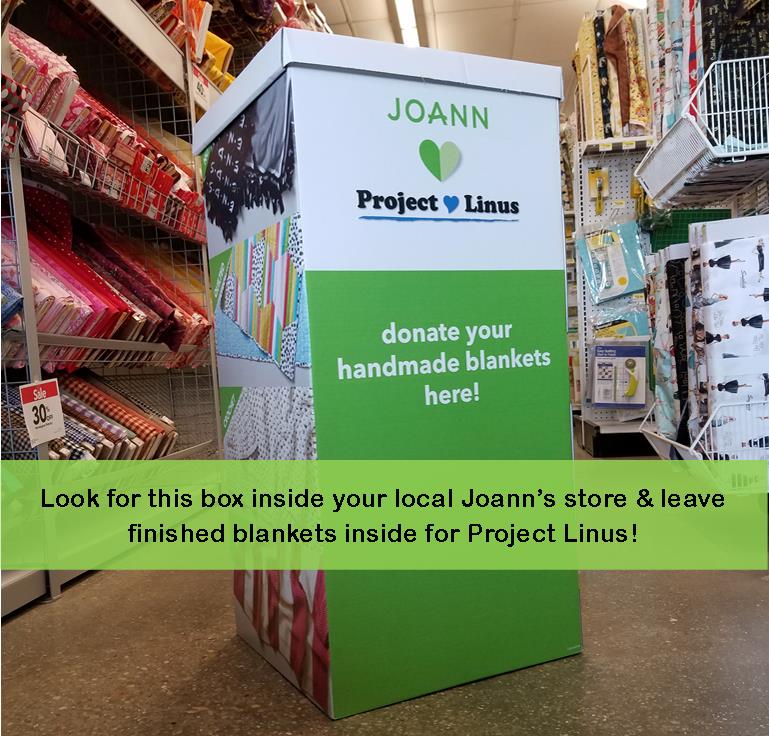 JOANN
Project Linus
donate your
handmade blankets
here!
Sale
30%
Look for this box inside your local Joann's store & leave
finished blankets inside for Project Linus!